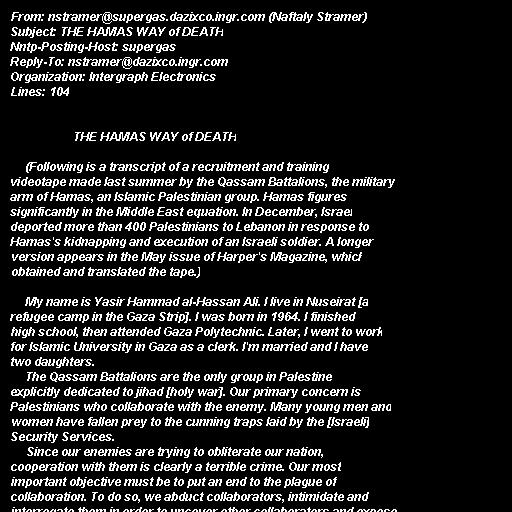 From: nstramer@supergas.dazixco.ingr.com (Naftaly Stramer)
Subject: THE HAMAS WAY of DEATH
Nntp-Posting-Host: supergas
Reply-To: nstramer@dazixco.ingr.com
Organization: Intergraph Electronics
Lines: 104
THE HAMAS WAY of DEATH
(Following is a transcript of a recruitment and training
videotape made last summer by the Qassam Battalions, the military
arm of Hamas, an Islamic Palestinian group. Hamas figures
significantly in the Middle East equation. In December, Israel
deported more than 400 Palestinians to Lebanon in response to
Hamas's kidnapping and execution of an Israeli soldier. A longer
version appears in the May issue of Harper's Magazine, which
obtained and translated the tape.)
My name is Yasir Hammad al-Hassan Ali. I live in Nuseirat [a
refugee camp in the Gaza Strip]. I was born in 1964. I finished
high school, then attended Gaza Polytechnic. Later, I went to work
for Islamic University in Gaza as a clerk. I'm married and I have
two daughters.
The Qassam Battalions are the only group in Palestine
explicitly dedicated to jihad [holy war]. Our primary concern is
Palestinians who collaborate with the enemy. Many young men and
women have fallen prey to the cunning traps laid by the [Israeli]
Security Services.
Since our enemies are trying to obliterate our nation,
cooperation with them is clearly a terrible crime. Our most
important objective must be to put an end to the plague of
collaboration. To do so, we abduct collaborators, intimidate and
interrogate them in order to uncover other collaborators and expose